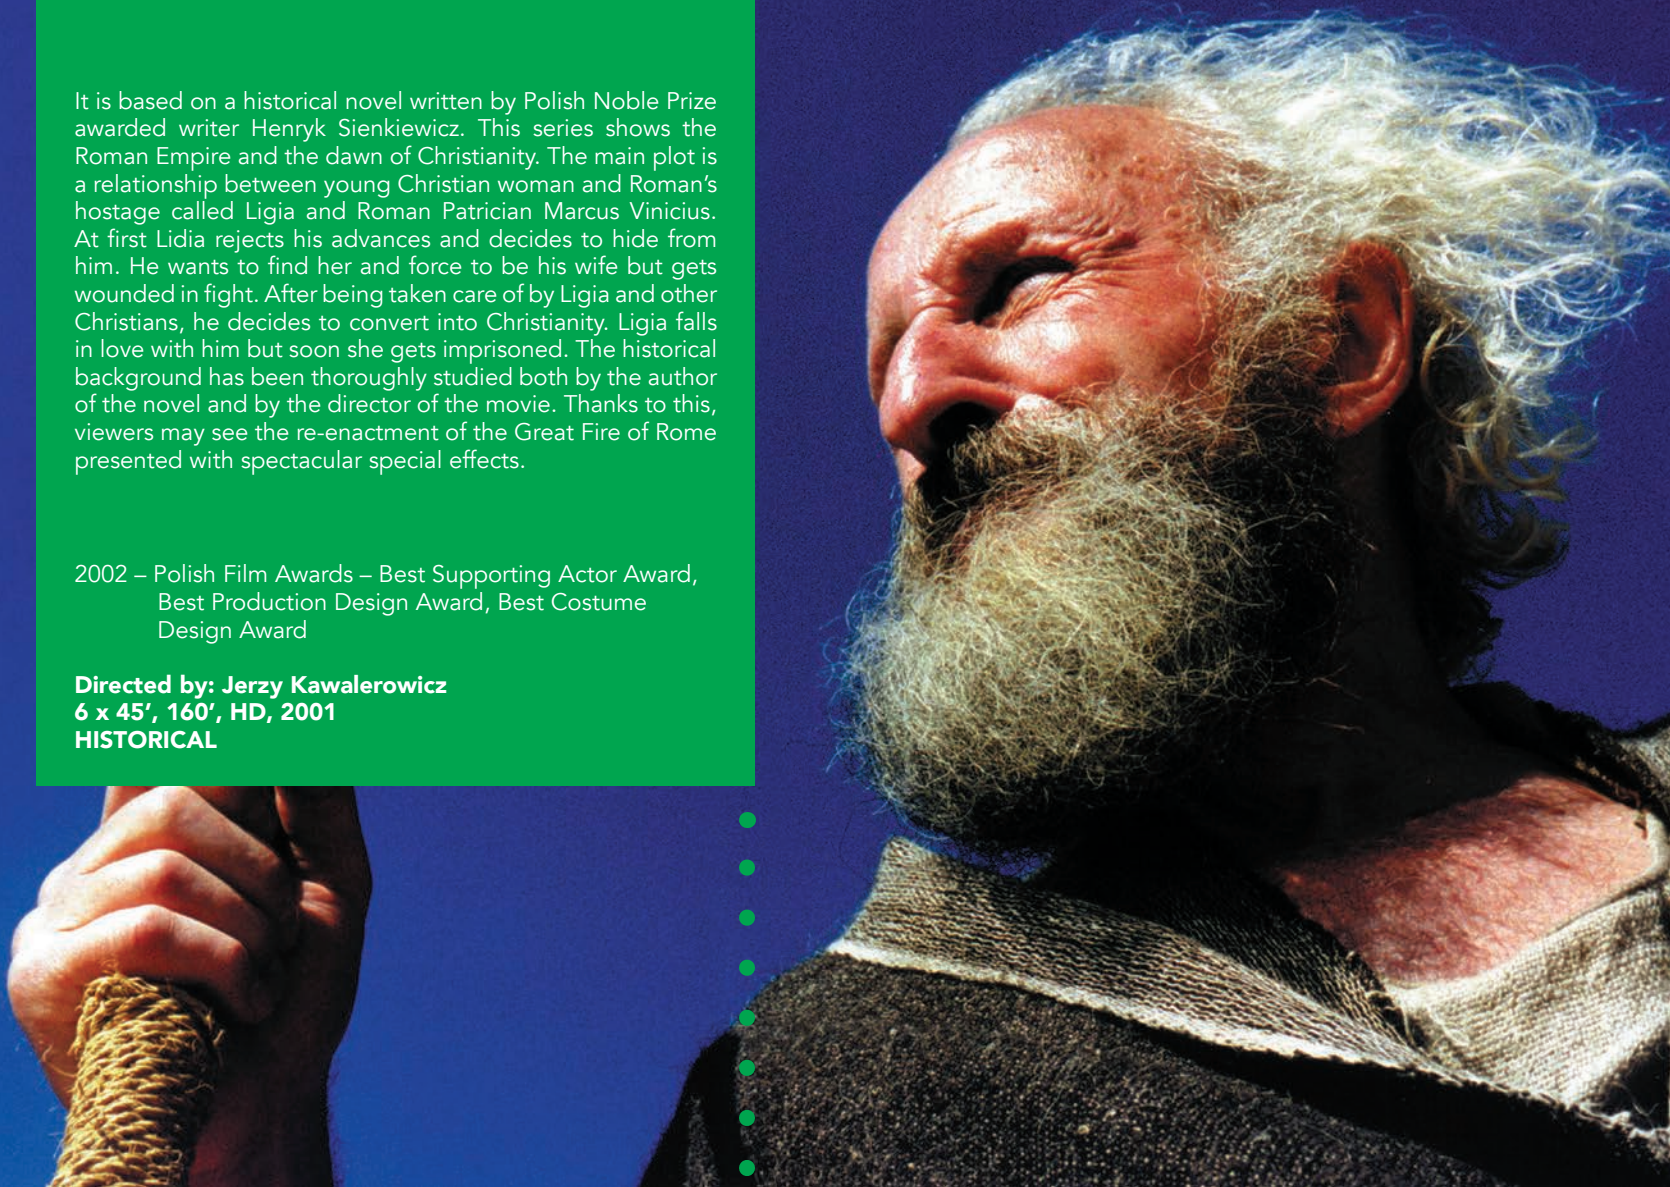 It is based on a historical novel written by Polish Noble Prize
awarded writer Henryk Sienkiewicz. This series shows the
Roman Empire and the dawn of Christianity. The main plot is
a relationship between young Christian woman and Roman’s
hostage called Ligia and Roman Patrician Marcus Vinicius.
At first Lidia rejects his advances and decides to hide from
him. He wants to find her and force to be his wife but gets
wounded in fight. After being taken care of by Ligia and other
Christians, he decides to convert into Christianity. Ligia falls
in love with him but soon she gets imprisoned. The historical
background has been thoroughly studied both by the author
of the novel and by the director of the movie. Thanks to this,
viewers may see the re-enactment of the Great Fire of Rome
presented with spectacular special effects.
2002 – Polish Film Awards – Best Supporting Actor Award,
Best Production Design Award, Best Costume
Design Award
Directed by: Jerzy Kawalerowicz
6 x 45’, 160’, HD, 2001
HISTORICAL